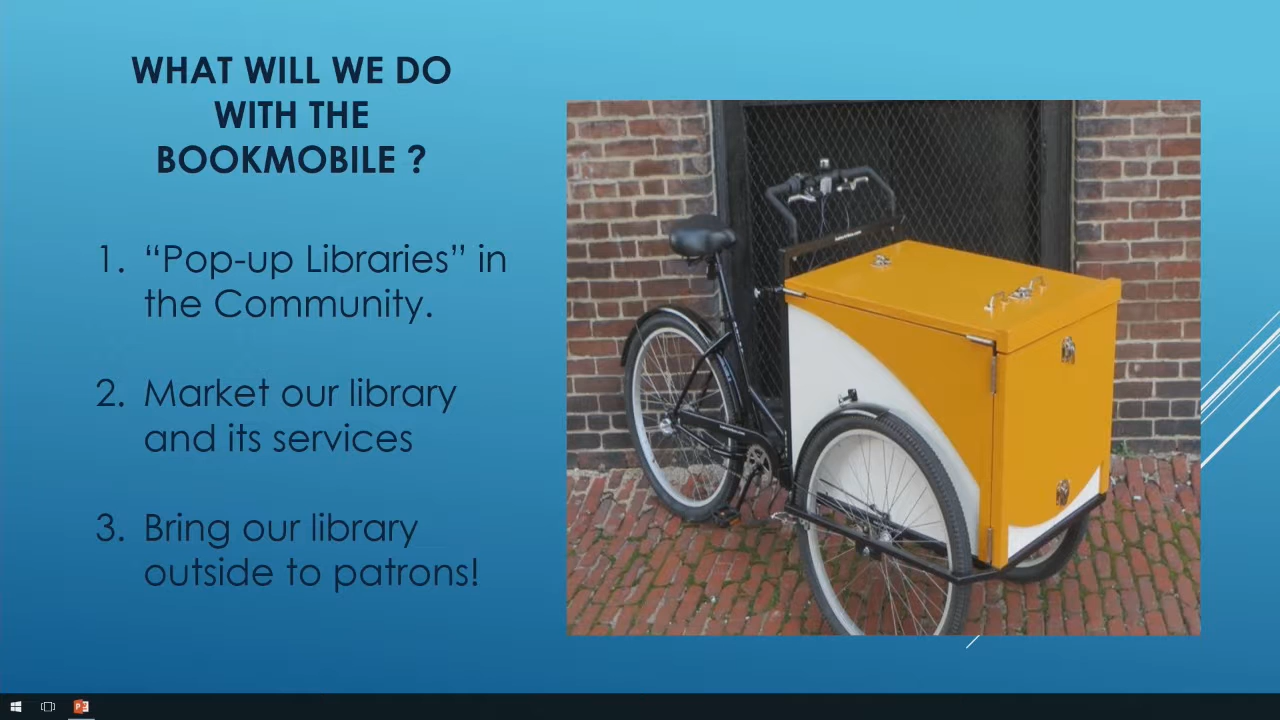 WHAT WILL WE DO
WITH THE
BOOKMOBILE ?
1. “Pop-up Libraries” in
the Community.
2. Market our library
and its services
3. Bring our library
outside to patrons!